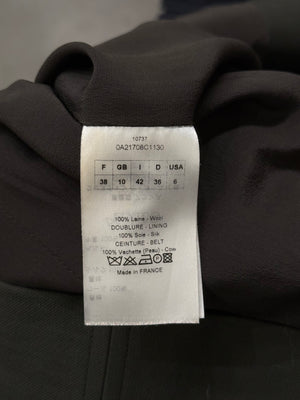 10737
0A21708C1130
F GB I D USA
38 10 42 36 6
100% Laine - Wool
DOUBLURE - LINING
100% Soie - Silk
CEINTURE - BELT
100% Vachette (Peau) - Cow
Made in FRANCE